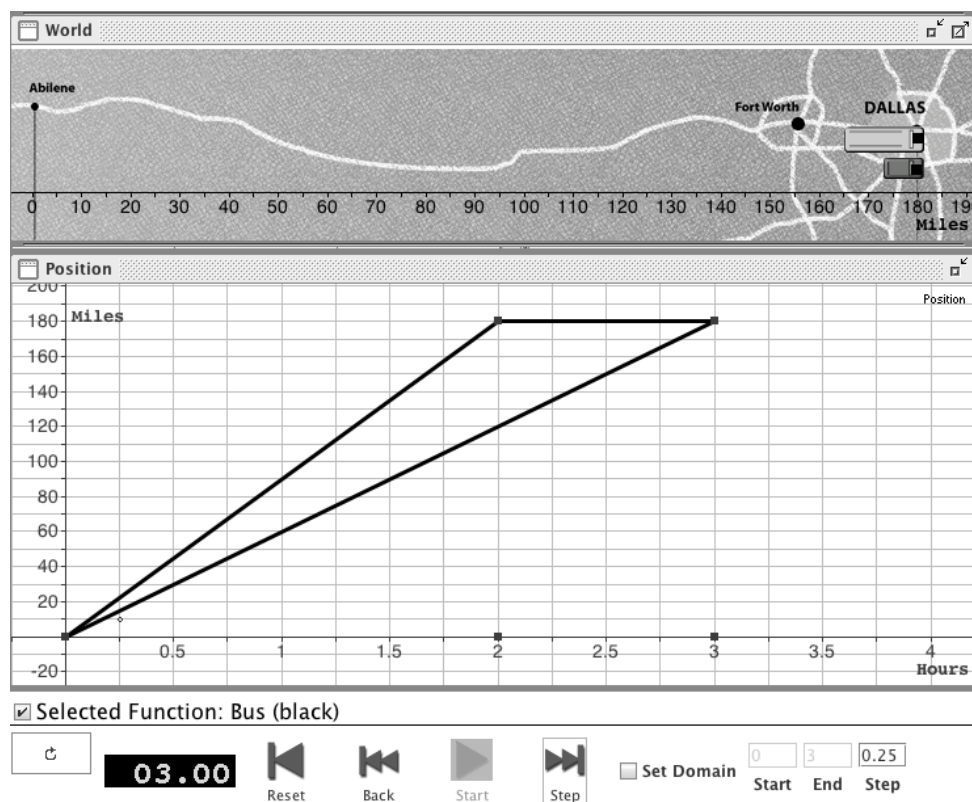 World
Abilene
Fort Worth
DALLAS
0 10 20 30 40 50 60 70 80 90 100 110 120 130 140 150 160 170 180 190
Miles
Position
200
Position
180 Miles
160
140
120
100
80
60
40
20
0.5 1 1.5 2 2.5 3 3.5 4
0
-20
Hours
Selected Function: Bus (black)
03.00
Reset Back Start Step
Set Domain
0 3 0.25
Start End Step